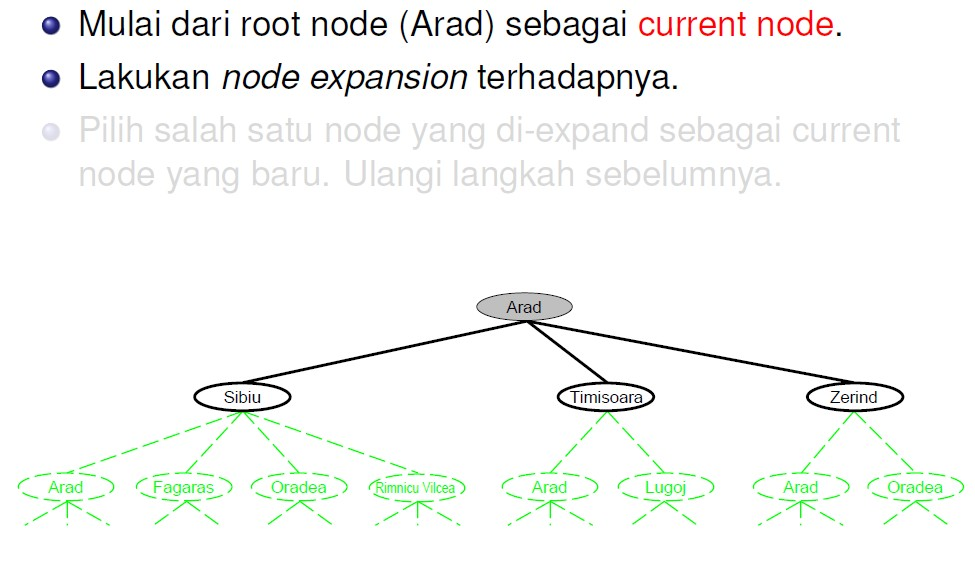 Mulai dari root node (Arad) sebagai current node.
Lakukan node expansion terhadapnya.
Pilih salah satu node yang di-expand sebagai current
node yang baru. Ulangi langkah sebelumnya.
Arad
Sibiu Timisoara Zerind
Arad Fagaras Oradea Rimnicu Vilcea Arad Lugoj Arad Oradea